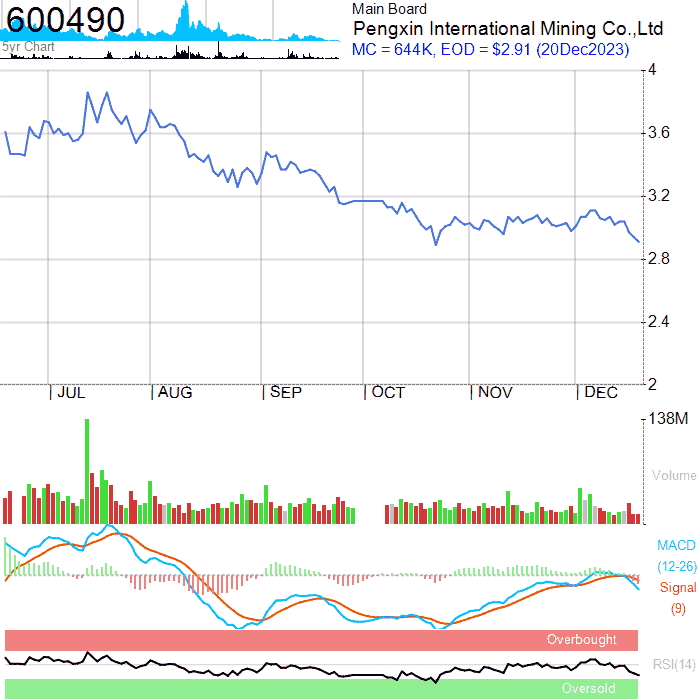 600490
5yr Chart
Main Board
Pengxin International Mining Co.,Ltd
MC = 644K, EOD = $2.91 (20Dec2023)
4
3.6
3.2
2.8
2.4
2
JUL AUG SEP OCT NOV DEC
138M
Volume
MACD
(12-26)
Signal
(9)
Overbought
RSI(14)
Oversold